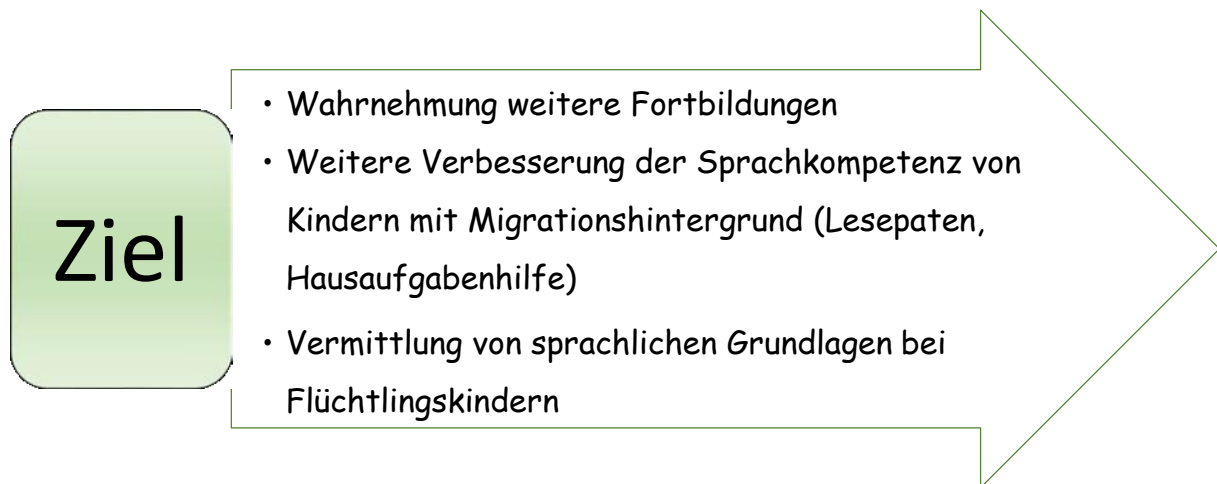 Ziel
• Wahrnehmung weitere Fortbildungen
• Weitere Verbesserung der Sprachkompetenz von
Kindern mit Migrationshintergrund (Lesepaten,
Hausaufgabenhilfe)
• Vermittlung von sprachlichen Grundlagen bei
Flüchtlingskindern